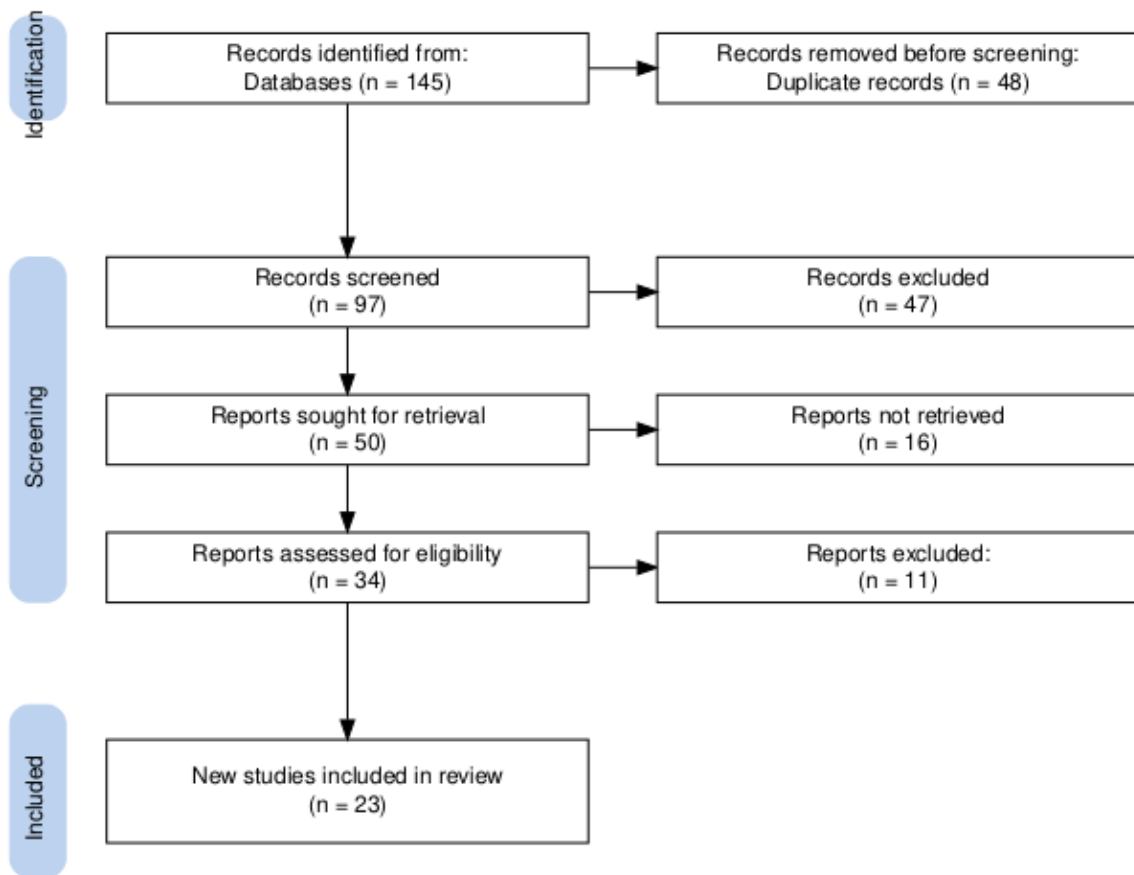 Identification
Records identified from:
Databases (n = 145)
Records removed before screening:
Duplicate records (n = 48)
Screening
Records screened
(n = 97)
Records excluded
(n = 47)
Reports sought for retrieval
(n = 50)
Reports not retrieved
(n = 16)
Reports assessed for eligibility
(n = 34)
Reports excluded:
(n = 11)
Included
New studies included in review
(n = 23)